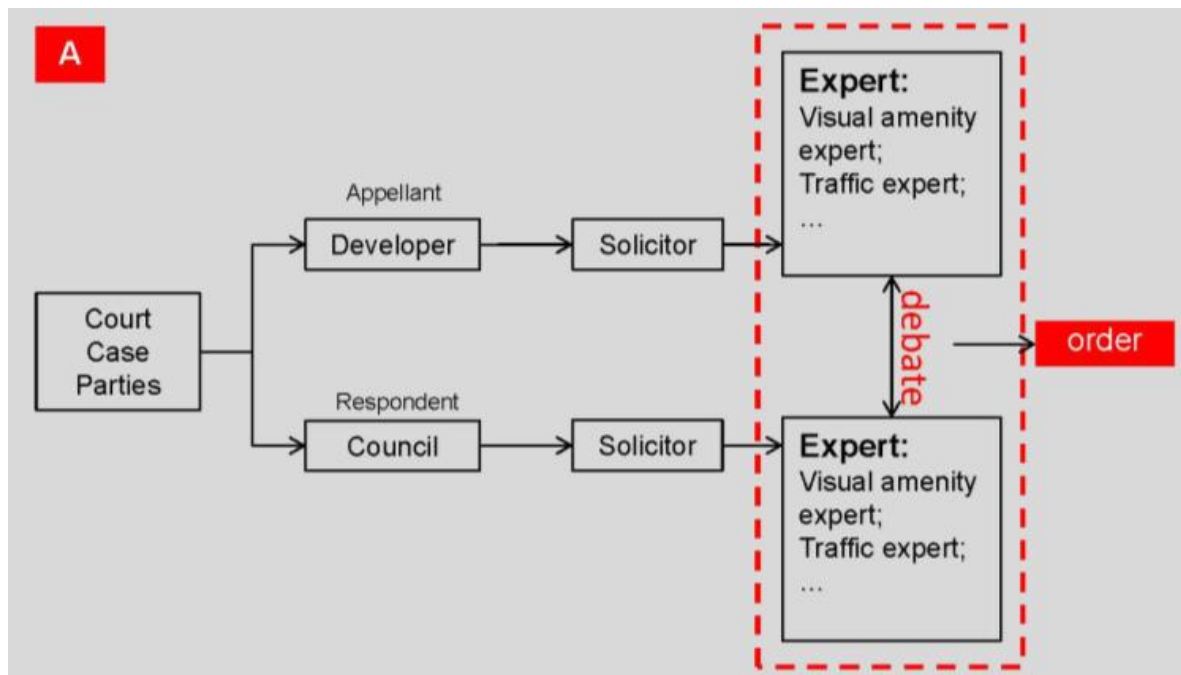 A
Court
Case
Parties
Appellant
Developer
Solicitor
Expert:
Visual amenity
expert;
Traffic expert;
...
debate
order
Respondent
Council
Solicitor
Expert:
Visual amenity
expert;
Traffic expert;
...